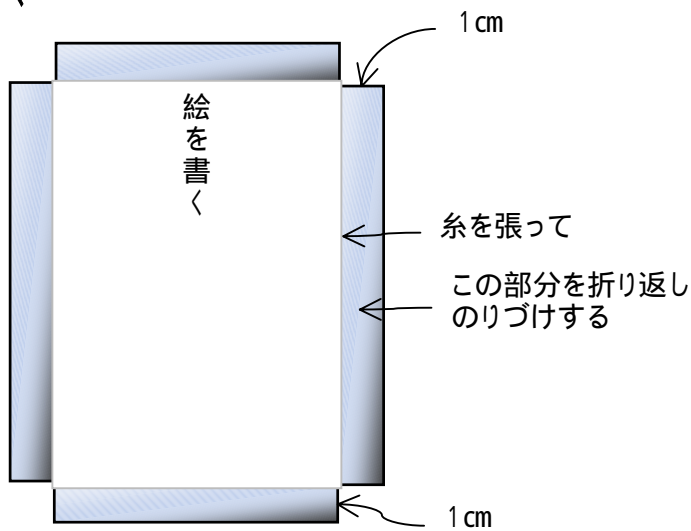 1cm
絵を書く
糸を張って
この部分を折り返し
のりづけする
1cm